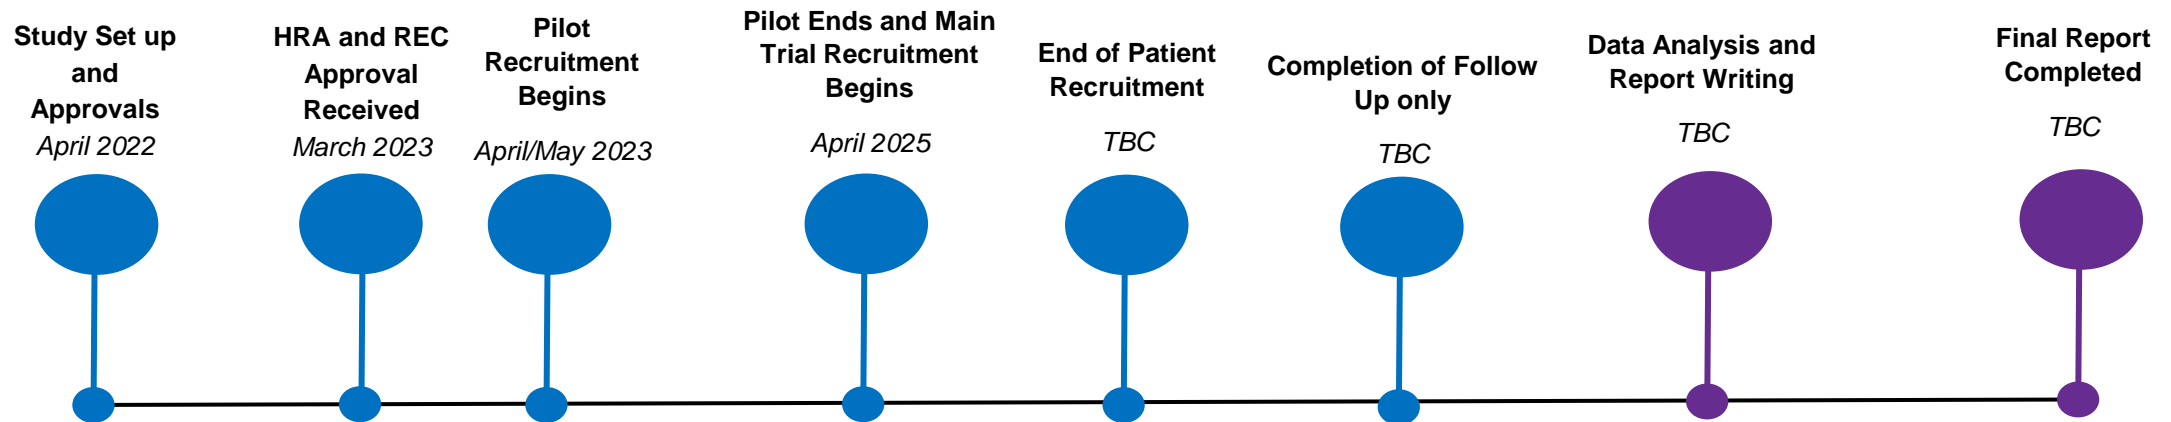 Study Set up
and
Approvals
April 2022
HRA and REC
Approval
Received
March 2023
Pilot
Recruitment
Begins
April/May 2023
Pilot Ends and Main
Trial Recruitment
Begins
April 2025
End of Patient
Recruitment
TBC
Completion of Follow
Up only
TBC
Data Analysis and
Report Writing
TBC
Final Report
Completed
TBC